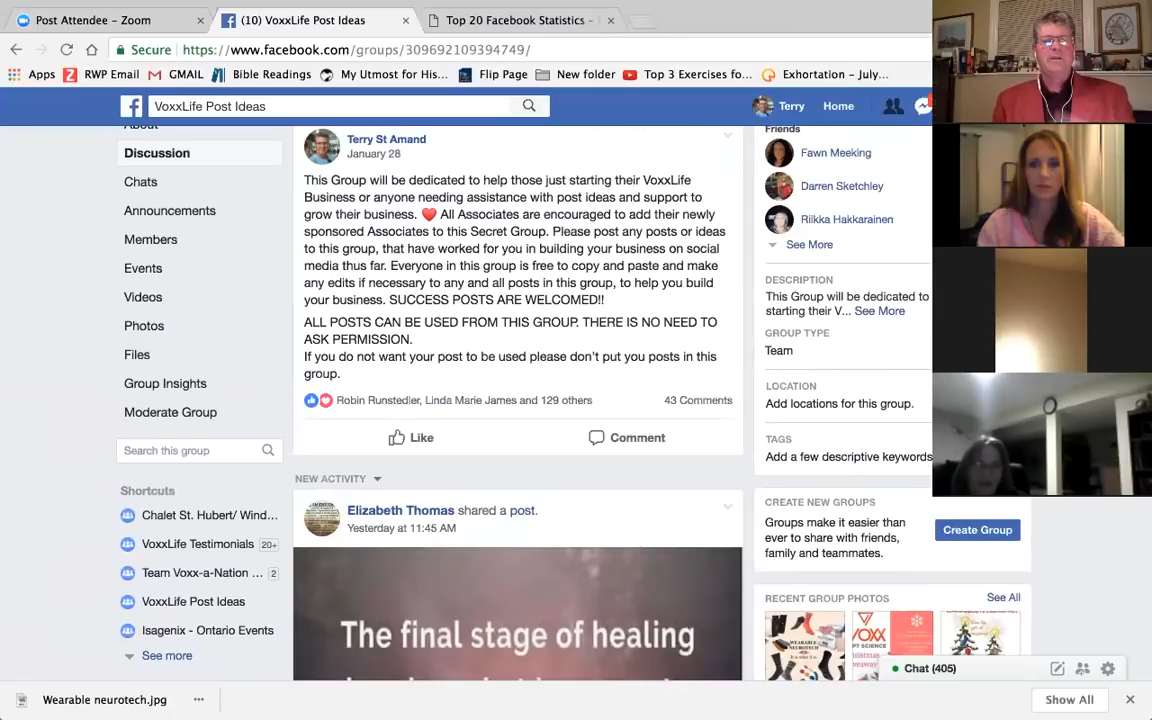 Post Attendee - Zoom
(10) VoxxLife Post Ideas
Top 20 Facebook Statistics -
Secure https://www.facebook.com/groups/309692109394749/
Apps RWP Email GMAIL Bible Readings My Utmost for His... Flip Page New folder Top 3 Exercises fo... Exhortation - July...
VoxxLife Post Ideas
Terry Home
About
Discussion
Chats
Announcements
Members
Events
Videos
Photos
Files
Group Insights
Moderate Group
Search this group
Shortcuts
Chalet St. Hubert/ Wind...
VoxxLife Testimonials 20+
Team Voxx-a-Nation ... 2
VoxxLife Post Ideas
Isagenix - Ontario Events
See more
Terry St Amand
January 28
This Group will be dedicated to help those just starting their VoxxLife
Business or anyone needing assistance with post ideas and support to
grow their business. ❤️ All Associates are encouraged to add their newly
sponsored Associates to this Secret Group. Please post any posts or ideas
to this group, that have worked for you in building your business on social
media thus far. Everyone in this group is free to copy and paste and make
any edits if necessary to any and all posts in this group, to help you build
your business. SUCCESS POSTS ARE WELCOMED!!
ALL POSTS CAN BE USED FROM THIS GROUP. THERE IS NO NEED TO
ASK PERMISSION.
If you do not want your post to be used please don't put you posts in this
group.
Robin Runstedler, Linda Marie James and 129 others 43 Comments
Like Comment
NEW ACTIVITY
Elizabeth Thomas shared a post.
Yesterday at 11:45 AM
The final stage of healing
Friends
Fawn Meeking
Darren Sketchley
Riikka Hakkarainen
See More
DESCRIPTION
This Group will be dedicated to
starting their V... See More
GROUP TYPE
Team
LOCATION
Add locations for this group.
TAGS
Add a few descriptive keywords
CREATE NEW GROUPS
Groups make it easier than
ever to share with friends,
family and teammates.
Create Group
RECENT GROUP PHOTOS See All
WEARABLE
NEUROTECH
VOXX
Chat (405)
Wearable neurotech.jpg
Show All